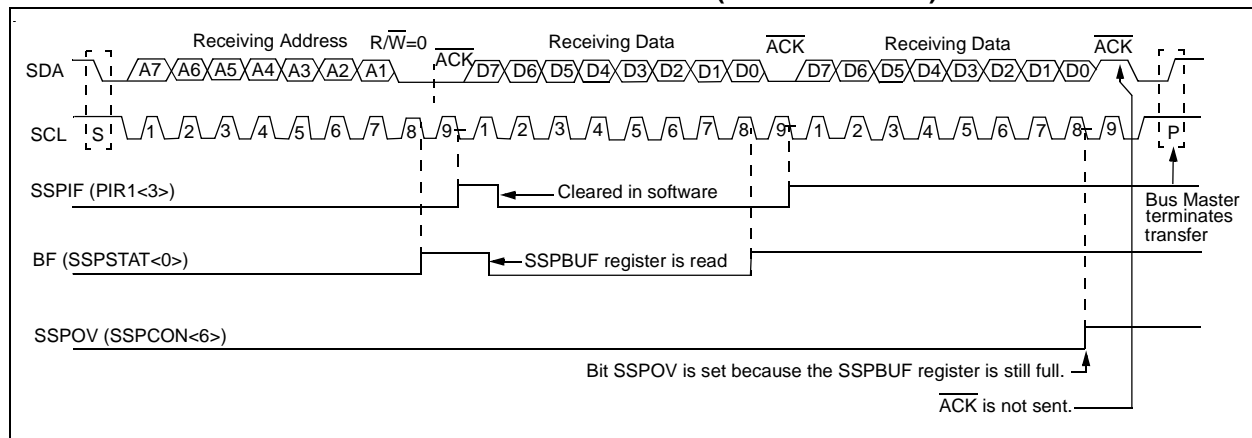 Receiving Address R/W̅=0 Receiving Data A̅C̅K̅ Receiving Data A̅C̅K̅
A̅C̅K̅
SDA A7 A6 A5 A4 A3 A2 A1 D7 D6 D5 D4 D3 D2 D1 D0 D7 D6 D5 D4 D3 D2 D1 D0
SCL S 1 2 3 4 5 6 7 8 9 1 2 3 4 5 6 7 8 9 1 2 3 4 5 6 7 8 9 P
SSPIF (PIR1<3>)
Cleared in software
Bus Master
terminates
transfer
BF (SSPSTAT<0>)
SSPBUF register is read
SSPOV (SSPCON<6>)
Bit SSPOV is set because the SSPBUF register is still full.
A̅C̅K̅ is not sent.